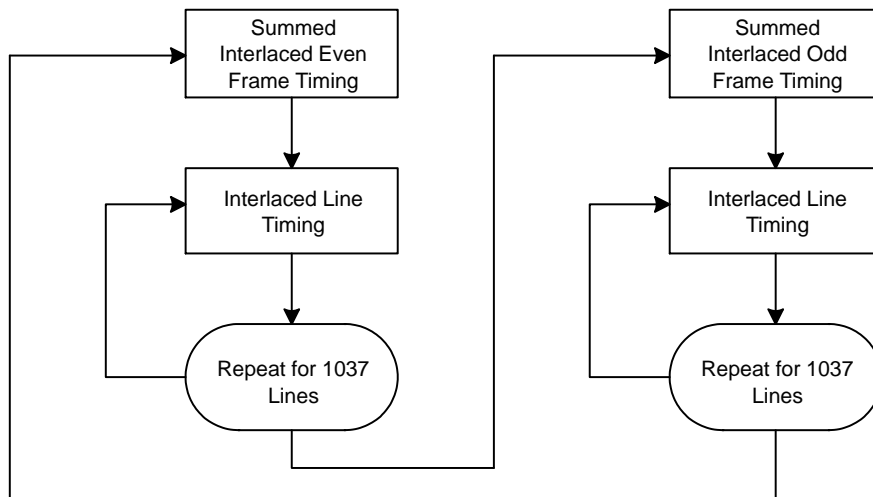 Summed
Interlaced Even
Frame Timing
Interlaced Line
Timing
Repeat for 1037
Lines
Summed
Interlaced Odd
Frame Timing
Interlaced Line
Timing
Repeat for 1037
Lines